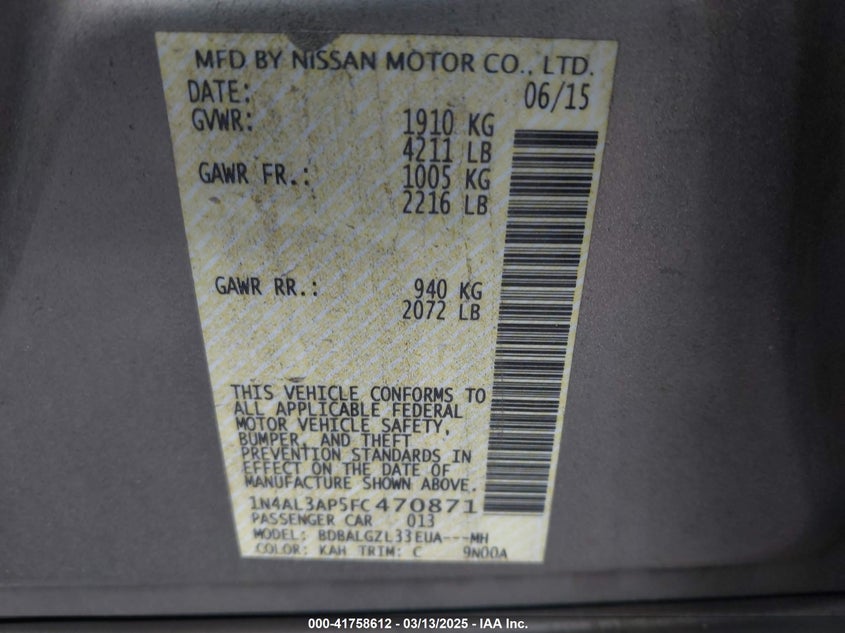 MFD BY NISSAN MOTOR CO., LTD.
DATE: 06/15
GVWR: 1910 KG
4211 LB
GAWR FR.: 1005 KG
2216 LB
GAWR RR.: 940 KG
2072 LB
THIS VEHICLE CONFORMS TO
ALL APPLICABLE FEDERAL
MOTOR VEHICLE SAFETY,
BUMPER, AND THEFT
PREVENTION STANDARDS IN
EFFECT ON THE DATE OF
MANUFACTURE SHOWN ABOVE.
1N4AL3AP5FC470871
PASSENGER CAR 013
MODEL: BDBALGZL33EUA---MH
COLOR: KAH TRIM: C 9N00A
000-41758612 - 03/13/2025 - IAA Inc.